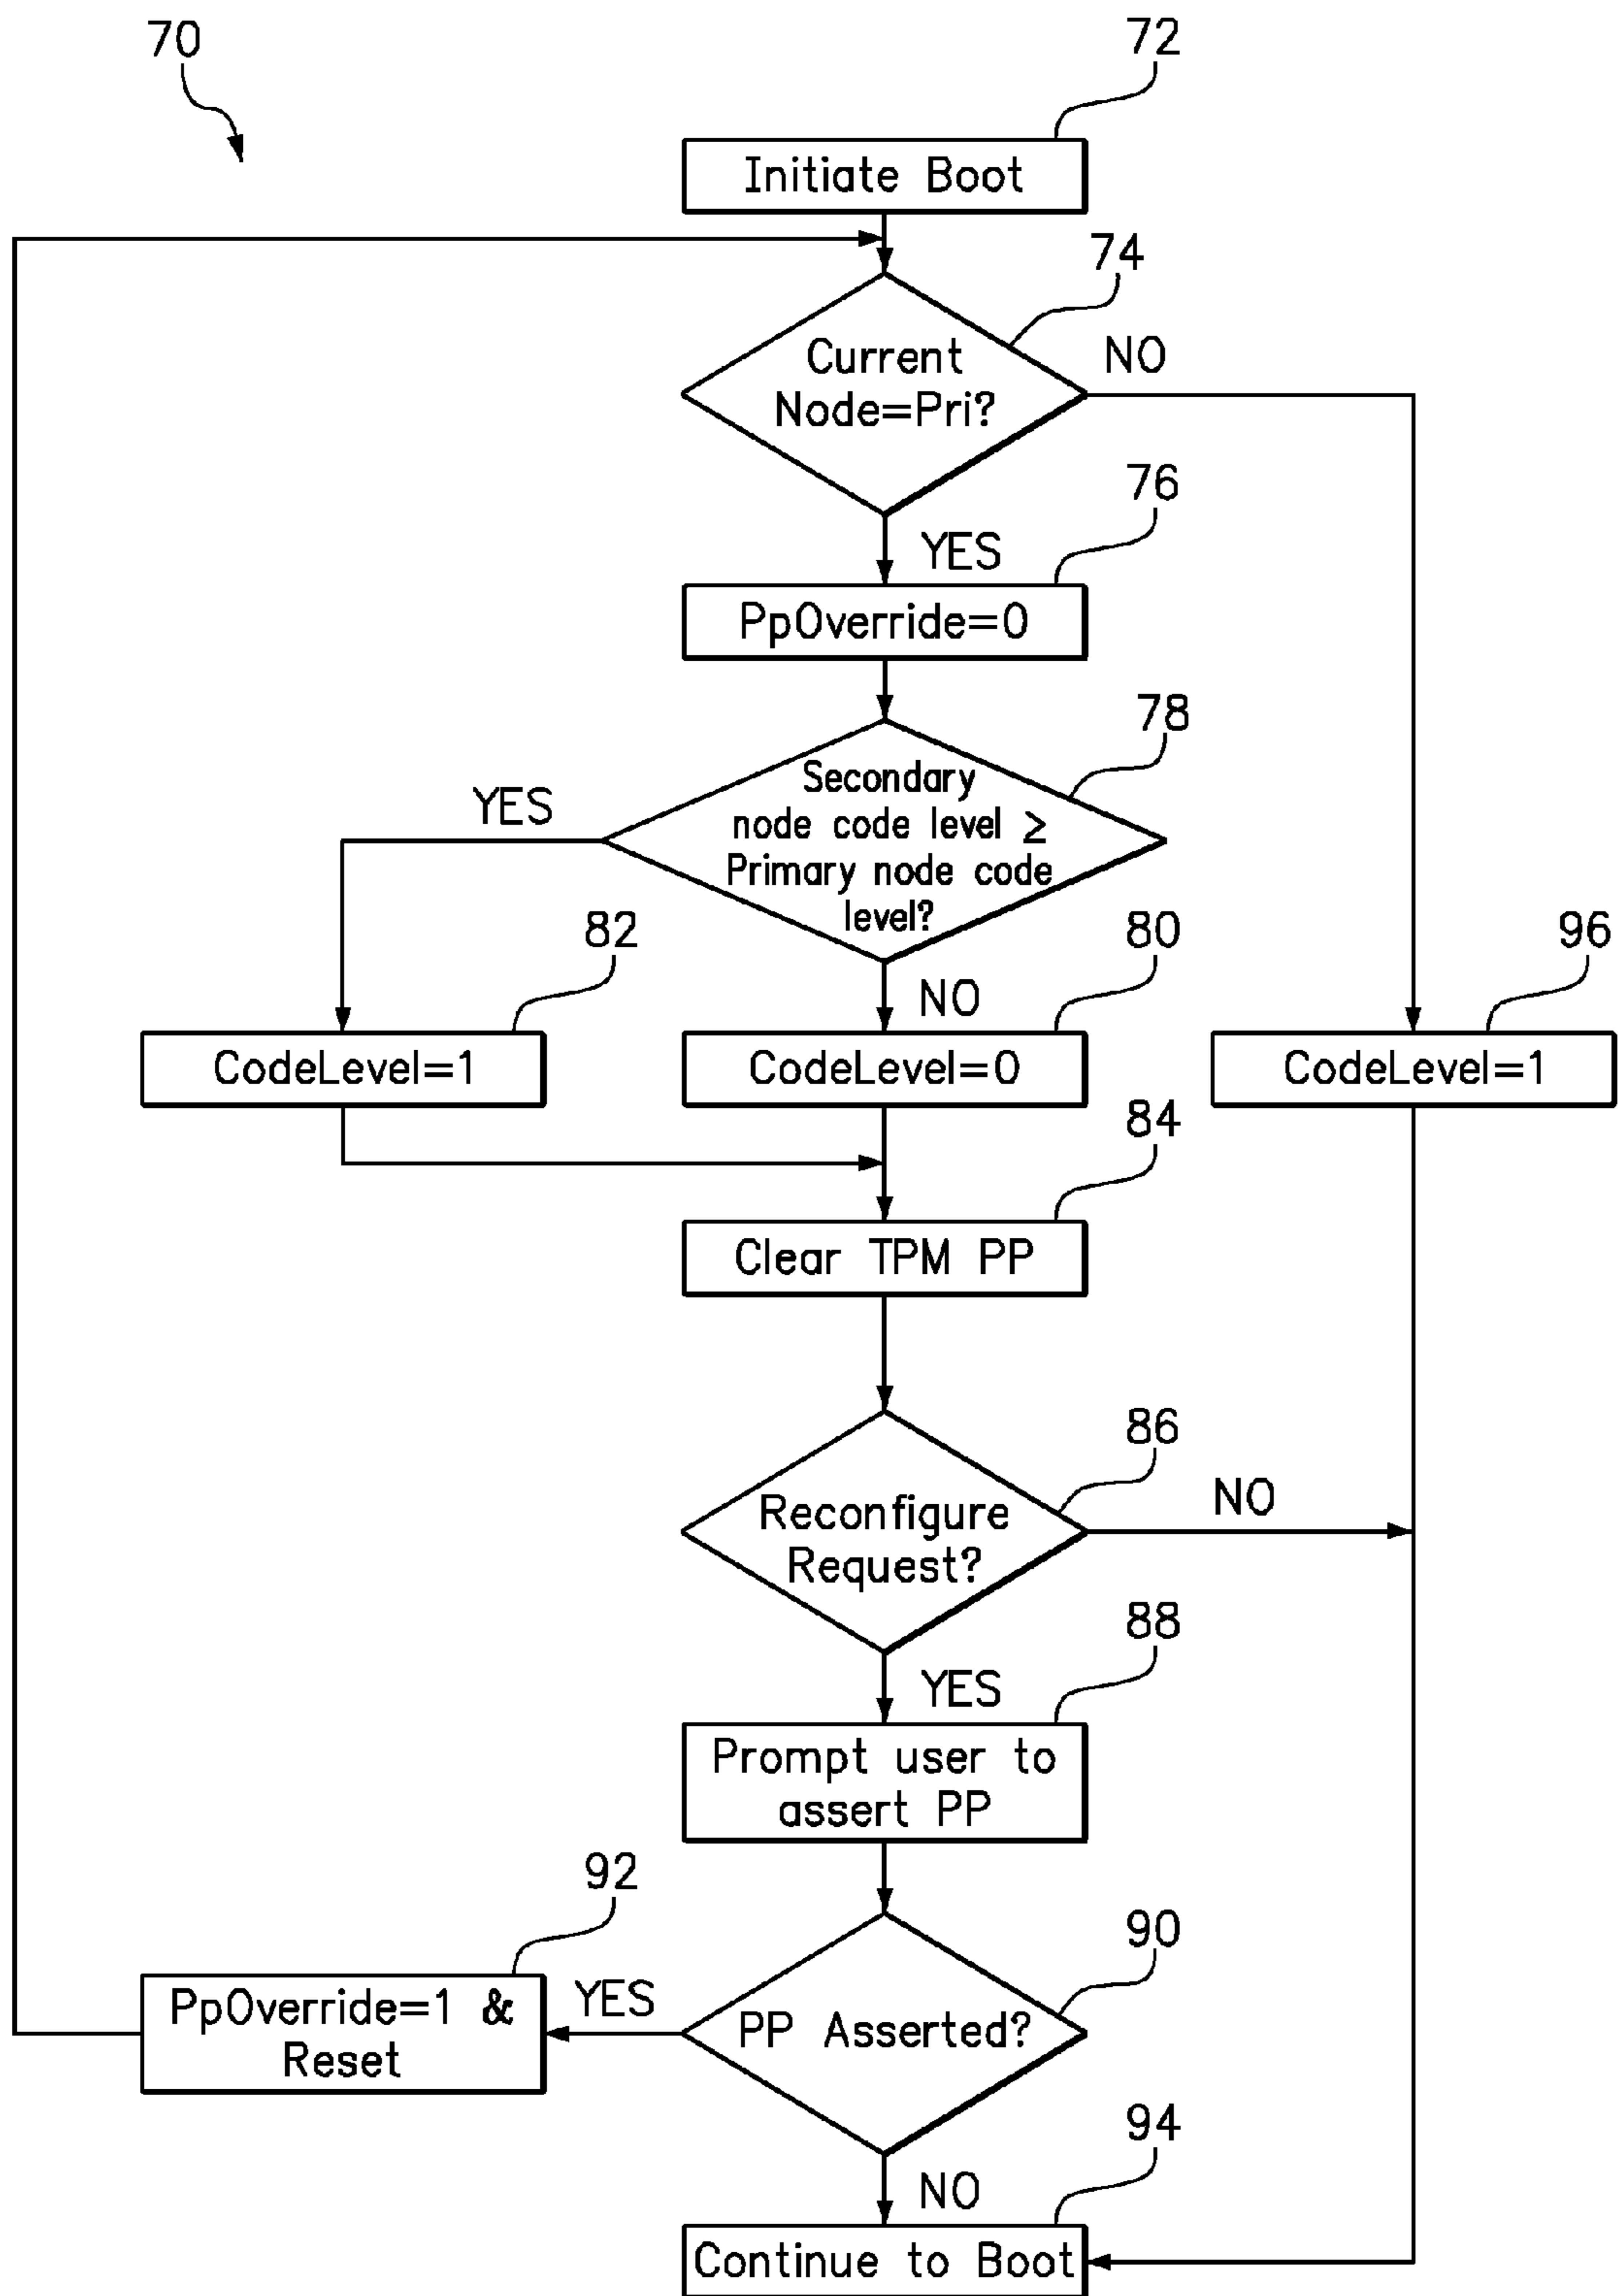 70
72
Initiate Boot
74
Current
Node=Pri?
NO
76
YES
PpOverride=0
78
Secondary
node code level ≥
Primary node code
level?
YES
82
80
96
NO
CodeLevel=1
CodeLevel=0
CodeLevel=1
84
Clear TPM PP
86
Reconfigure
Request?
NO
88
YES
Prompt user to
assert PP
92
90
PpOverride=1 &
Reset
YES
PP Asserted?
94
NO
Continue to Boot